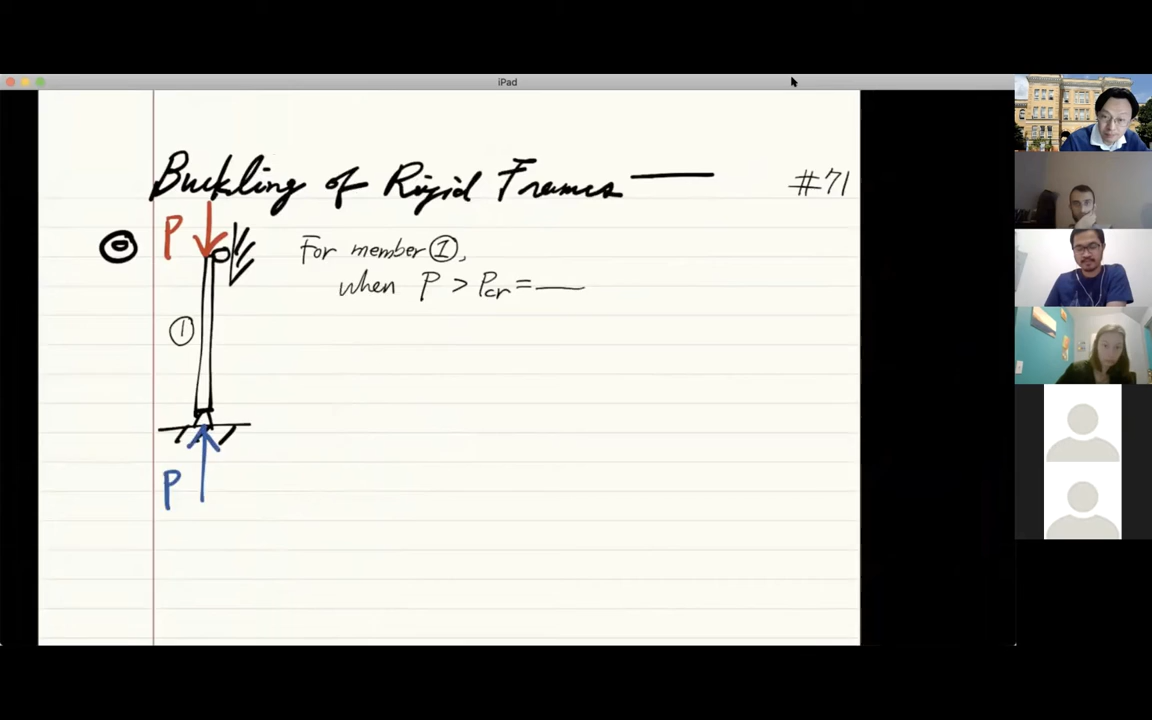 iPad
Buckling of Rigid Frames —
#71
P
For member ①,
when P > Pcr = —
①
P